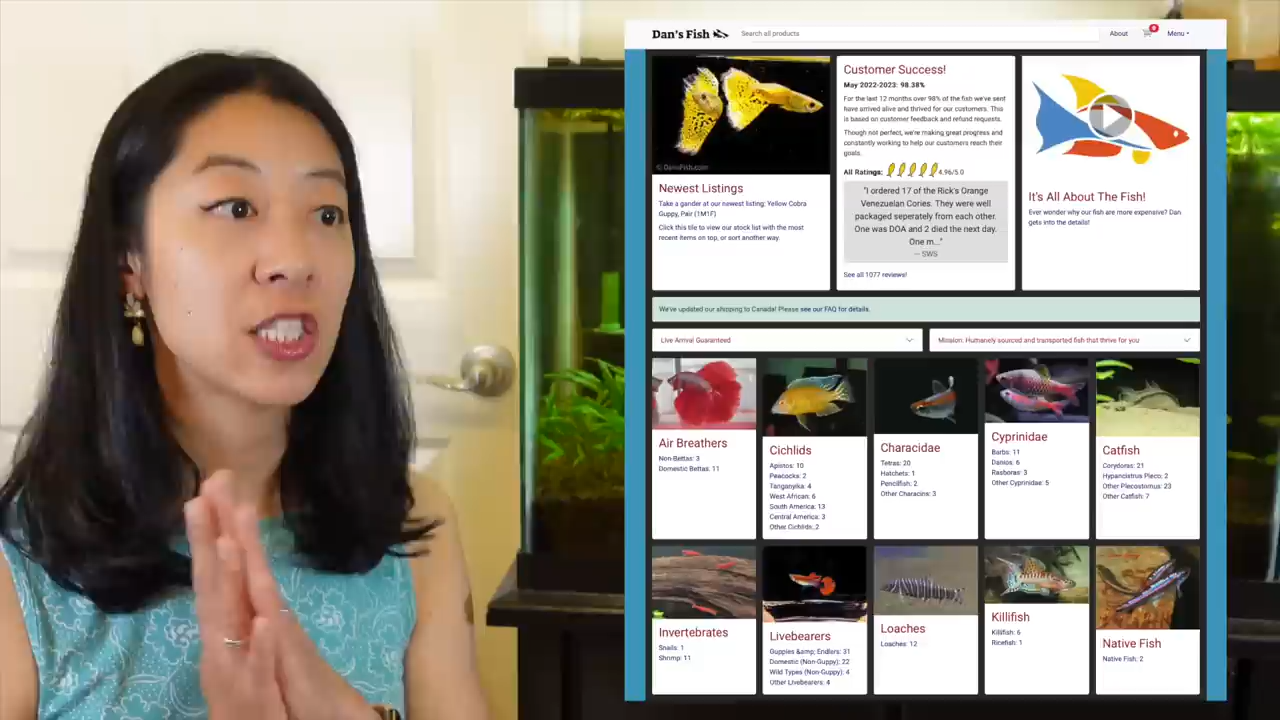 Dan's Fish
Search all products
About
0
Menu
© DansFish.com
Newest Listings
Take a gander at our newest listing; Yellow Cobra
Guppy, Pair (1M1F)
Click this tile to view our stock list with the most
recent items on top, or sort another way.
Customer Success!
May 2022-2023: 98.38%
For the last 12 months over 98% of the fish we've sent
have arrived alive and thrived for our customers. This
is based on customer feedback and refund requests.
Though not perfect, we're making great progress and
constantly working to help our customers reach their
goals.
All Ratings: 4.96/5.0
"I ordered 17 of the Rick's Orange
Venezuelan Cories. They were well
packaged seperately from each other.
One was DOA and 2 died the next day.
One m..."
— SWS
See all 1077 reviews!
It's All About The Fish!
Ever wonder why our fish are more expensive? Dan
gets into the details!
We've updated our shipping to Canada! Please see our FAQ for details.
Live Arrival Guaranteed
Mission: Humanely sourced and transported fish that thrive for you
Air Breathers
Non-Bettas: 3
Domestic Bettas: 11
Cichlids
Apistos: 10
Peacocks: 2
Tanganyika: 4
West African: 6
South America: 13
Central America: 3
Other Cichlids: 2
Characidae
Tetras: 20
Hatchets: 1
Pencilfish: 2
Other Characins: 3
Cyprinidae
Barbs: 11
Danios: 6
Rasboras: 3
Other Cyprinidae: 5
Catfish
Corydoras: 21
Hypancistrus Pleco: 2
Other Plecostomus: 23
Other Catfish: 7
Invertebrates
Snails: 1
Shrimp: 11
Livebearers
Guppies &amp; Endlers: 31
Domestic (Non-Guppy): 22
Wild Types (Non-Guppy): 4
Other Livebearers: 4
Loaches
Loaches: 12
Killifish
Killifish: 6
Ricefish: 1
Native Fish
Native Fish: 2